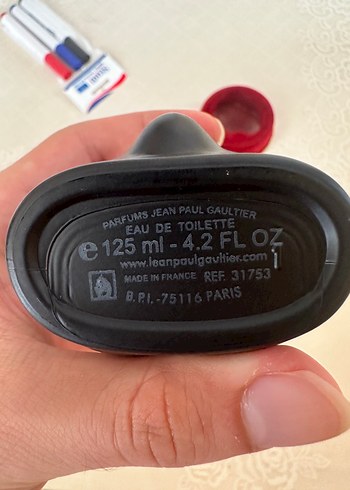 PARFUMS JEAN PAUL GAULTIER
EAU DE TOILETTE
e 125 ml - 4.2 FL OZ
www.jeanpaulgaultier.com
MADE IN FRANCE REF. 31753
B.P.I. -75116 PARIS